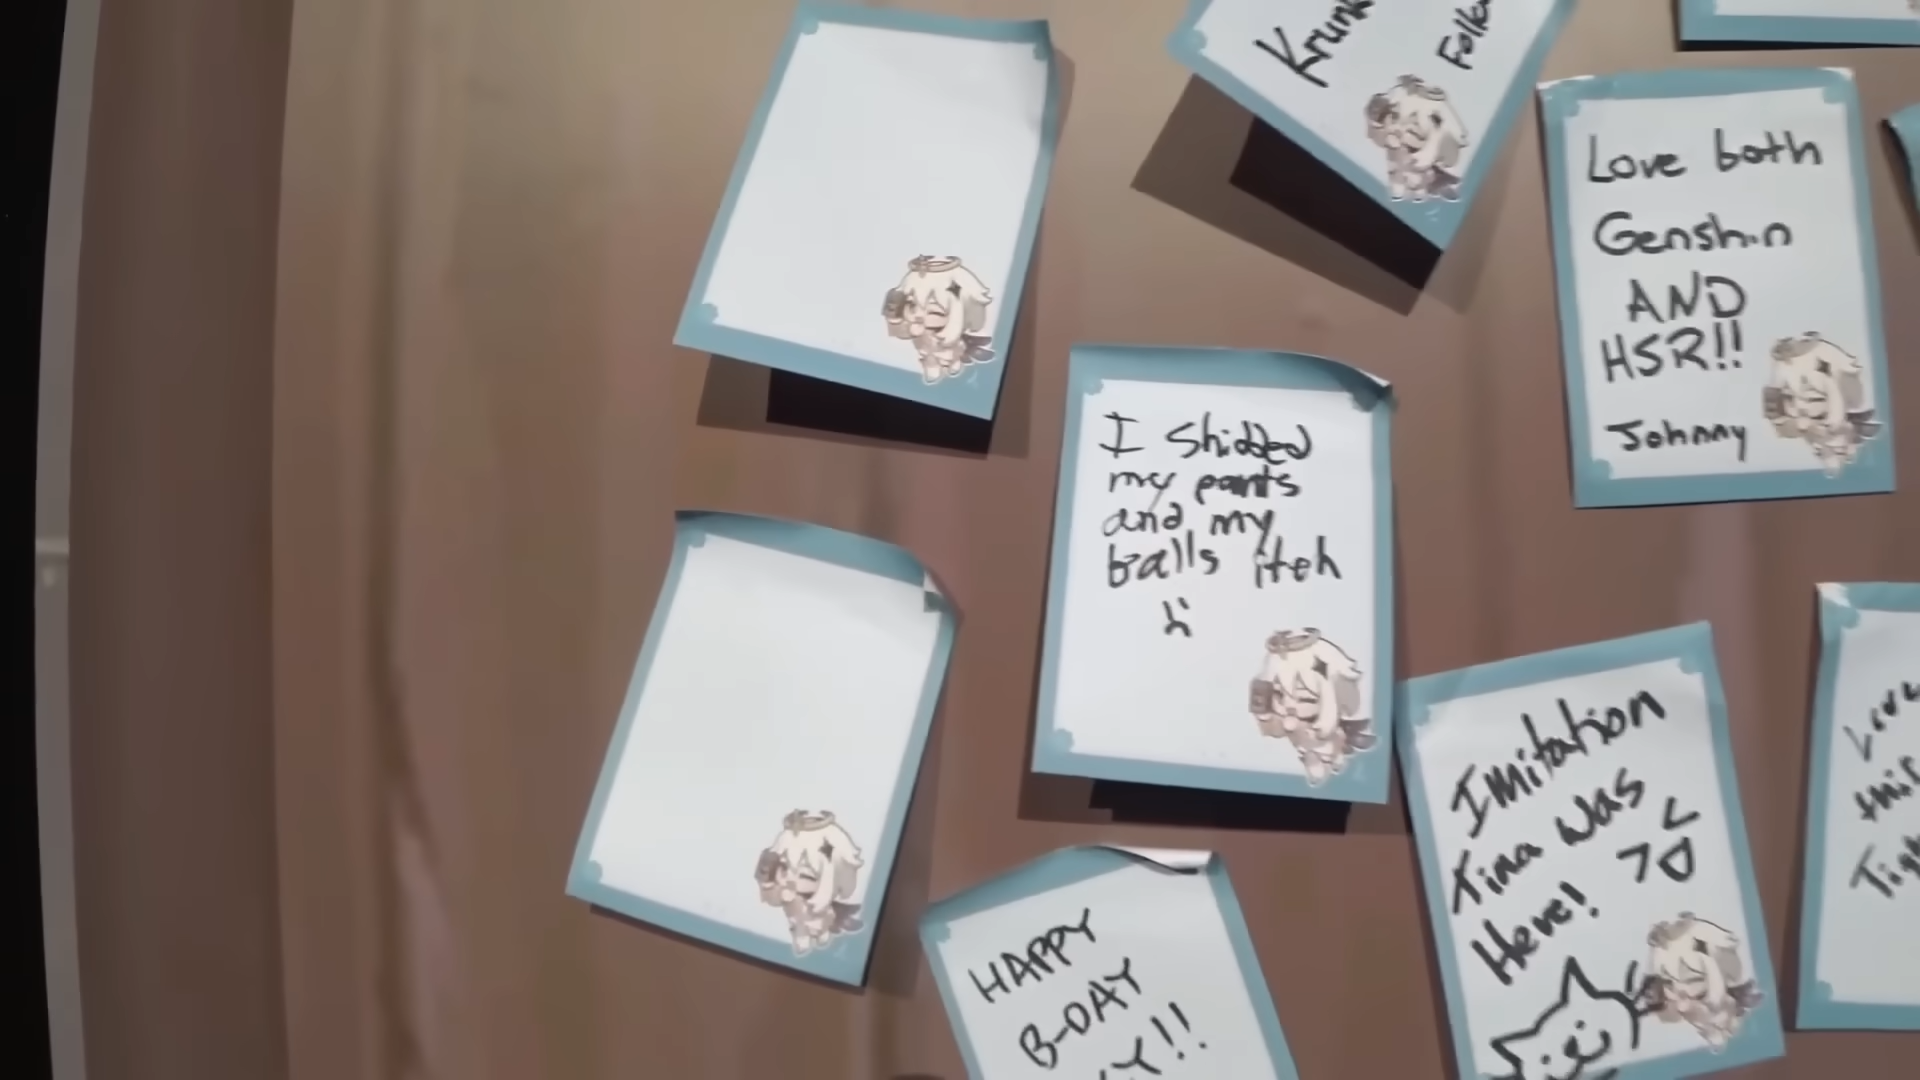 Love both
Genshin
AND
HSR!!
Johnny
I Shidded
my pants
and my
balls itch
Imitation
Tina Was
Here!
HAPPY
B-DAY
this